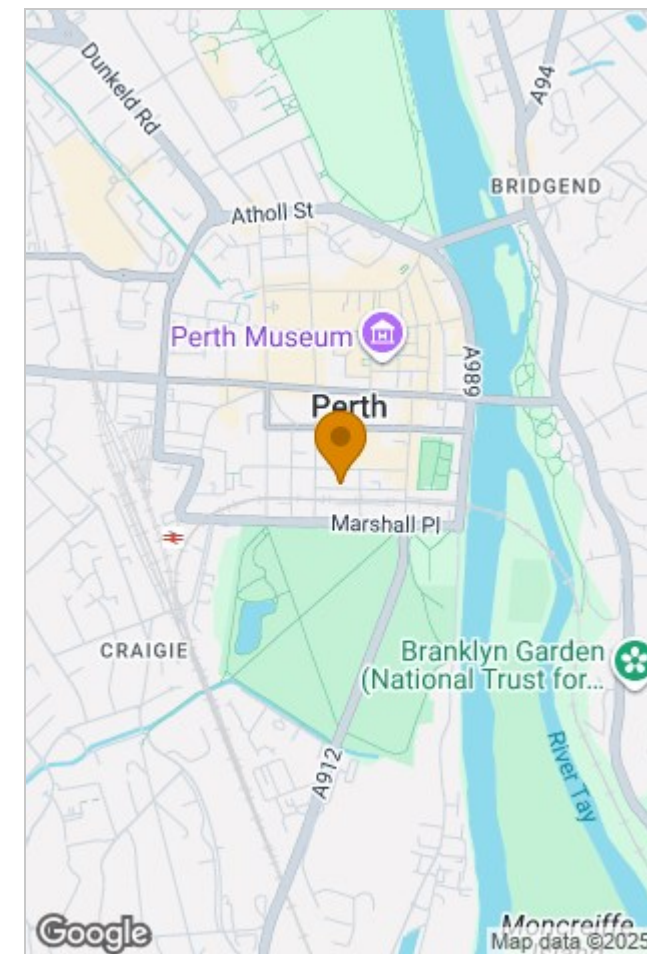 Dunkeld Rd
A94
BRIDGEND
Atholl St
Perth Museum
A989
Perth
Marshall Pl
CRAIGIE
Branklyn Garden
(National Trust for...
A912
River Tay
Google
Moncreiffe
Map data ©2025